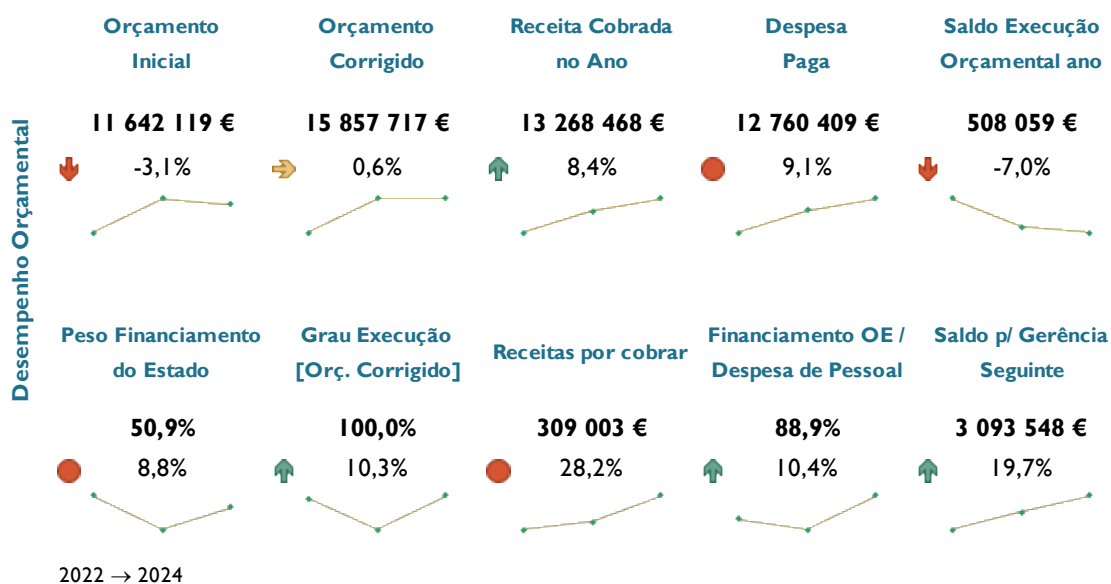 Desempenho Orçamental
Orçamento
Inicial
11 642 119 €
-3,1%
Orçamento
Corrigido
15 857 717 €
0,6%
Receita Cobrada
no Ano
13 268 468 €
8,4%
Despesa
Paga
12 760 409 €
9,1%
Saldo Execução
Orçamental ano
508 059 €
-7,0%
Peso Financiamento
do Estado
50,9%
8,8%
Grau Execução
[Orç. Corrigido]
100,0%
10,3%
Receitas por cobrar
309 003 €
28,2%
Financiamento OE /
Despesa de Pessoal
88,9%
10,4%
Saldo p/ Gerência
Seguinte
3 093 548 €
19,7%
2022 → 2024